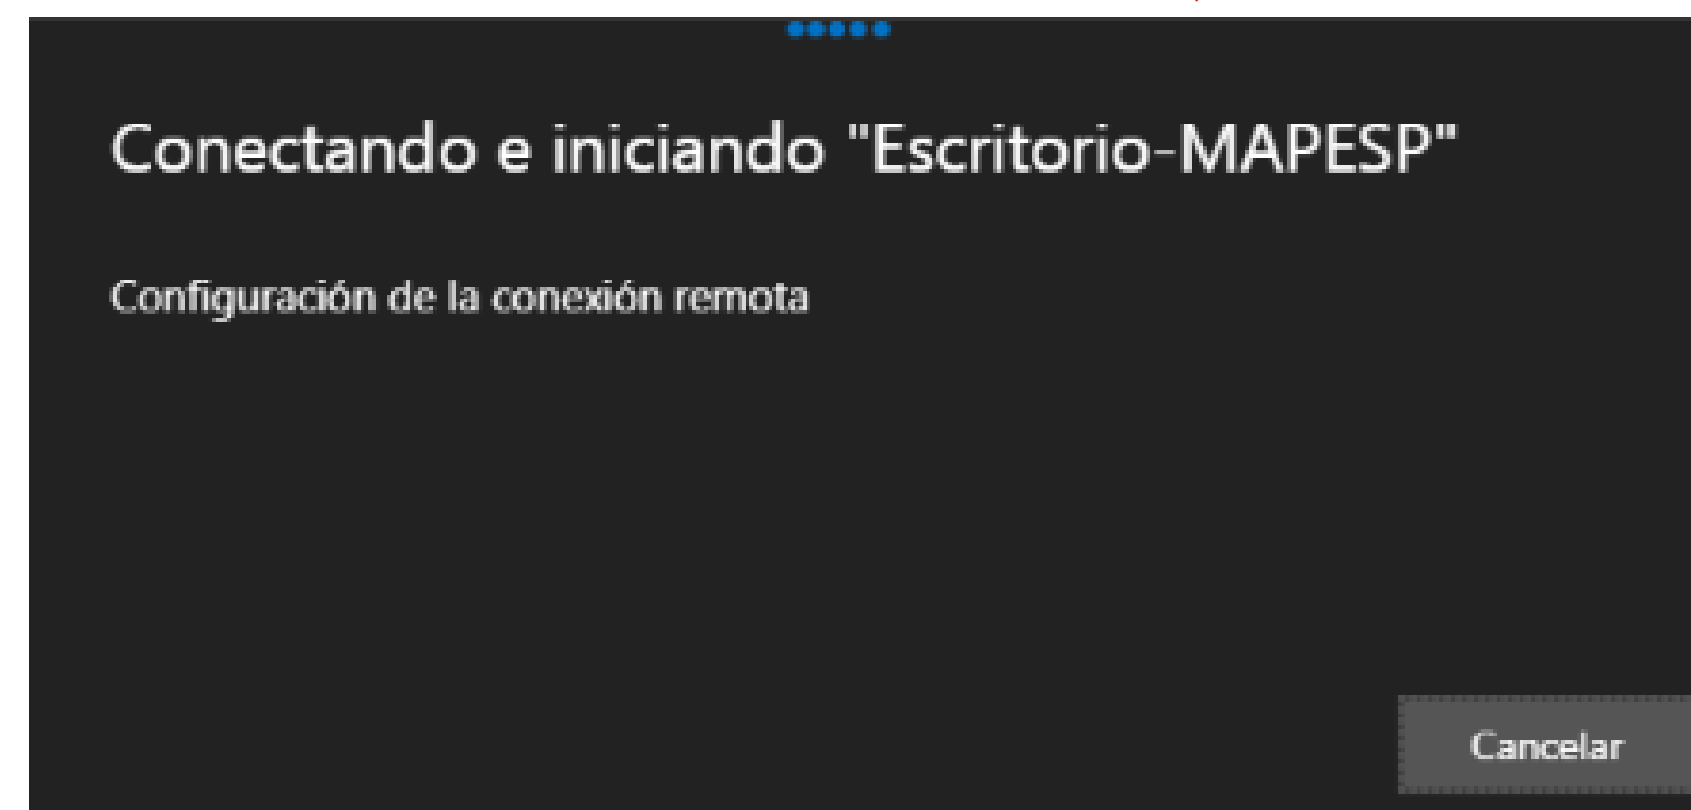 Conectando e iniciando "Escritorio-MAPESP"
Configuración de la conexión remota
Cancelar